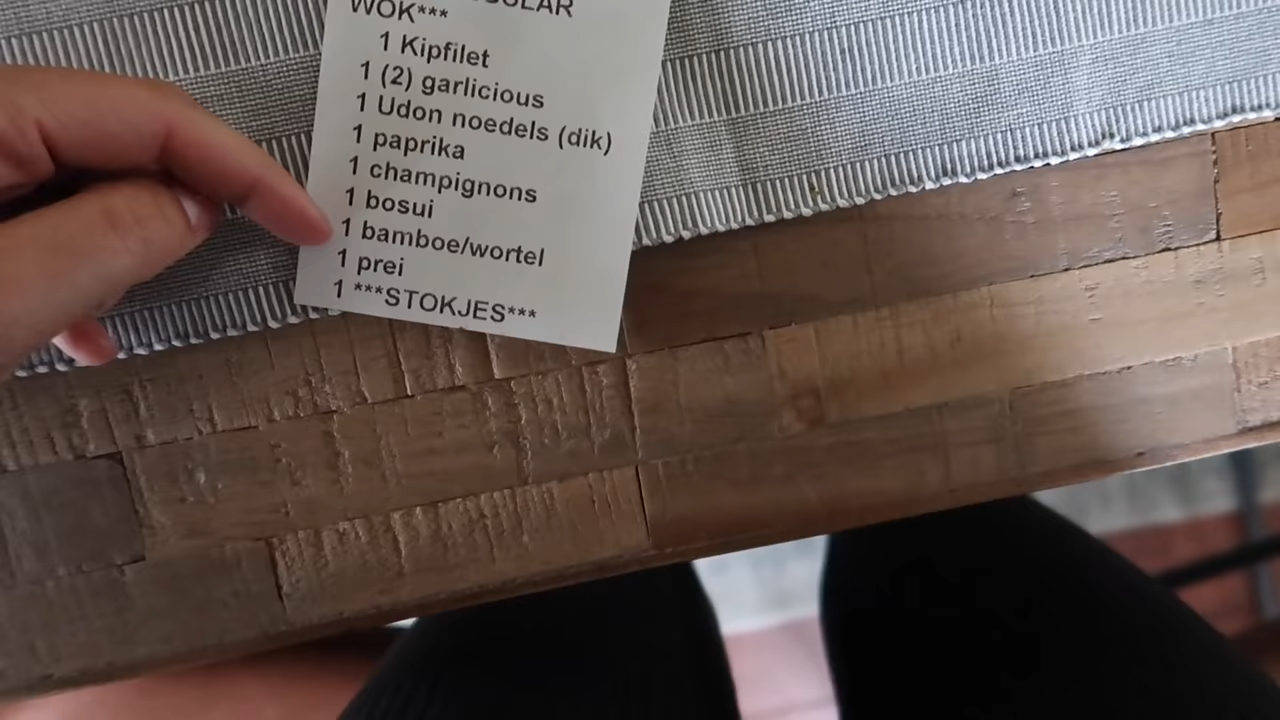 WOK***
1 Kipfilet
1 (2) garlicious
1 Udon noedels (dik)
1 paprika
1 champignons
1 bosui
1 bamboe/wortel
1 prei
1 ***STOKJES***